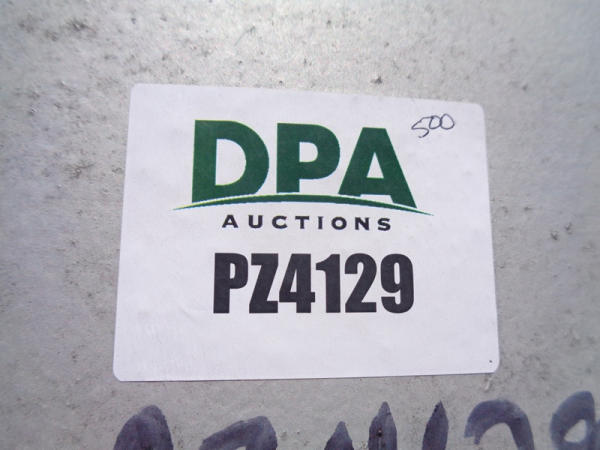 500
DPA
AUCTIONS
PZ4129